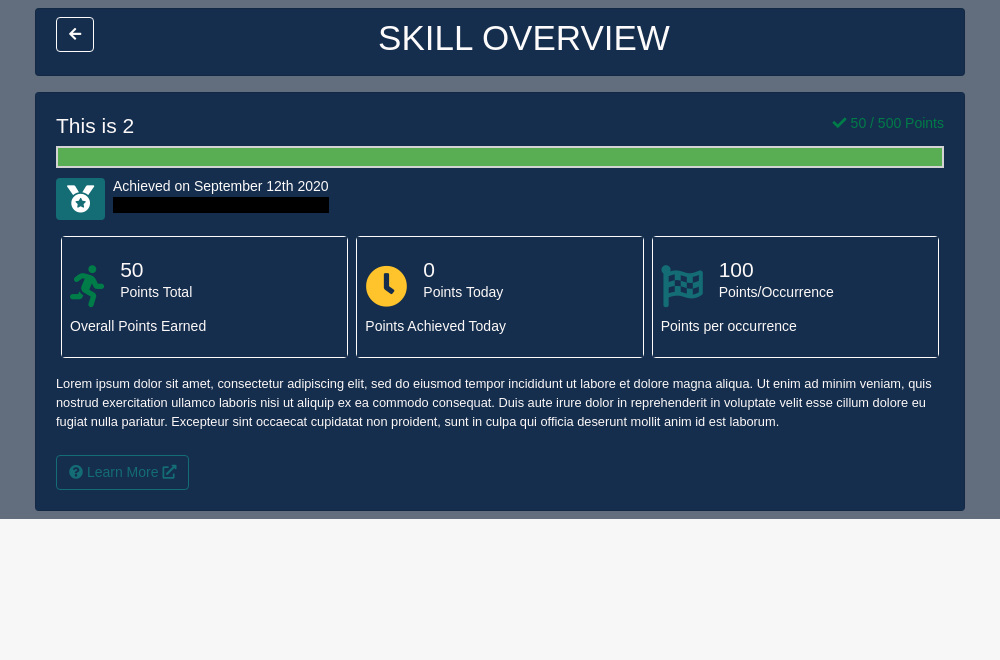 SKILL OVERVIEW
This is 2
50 / 500 Points
Achieved on September 12th 2020
50
Points Total
Overall Points Earned
0
Points Today
Points Achieved Today
100
Points/Occurrence
Points per occurrence
Lorem ipsum dolor sit amet, consectetur adipiscing elit, sed do eiusmod tempor incididunt ut labore et dolore magna aliqua. Ut enim ad minim veniam, quis
nostrud exercitation ullamco laboris nisi ut aliquip ex ea commodo consequat. Duis aute irure dolor in reprehenderit in voluptate velit esse cillum dolore eu
fugiat nulla pariatur. Excepteur sint occaecat cupidatat non proident, sunt in culpa qui officia deserunt mollit anim id est laborum.
Learn More